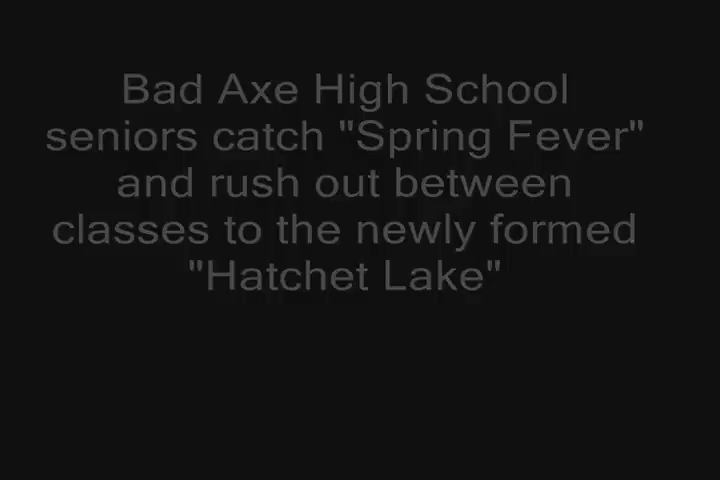 Bad Axe High School
seniors catch "Spring Fever"
and rush out between
classes to the newly formed
"Hatchet Lake"